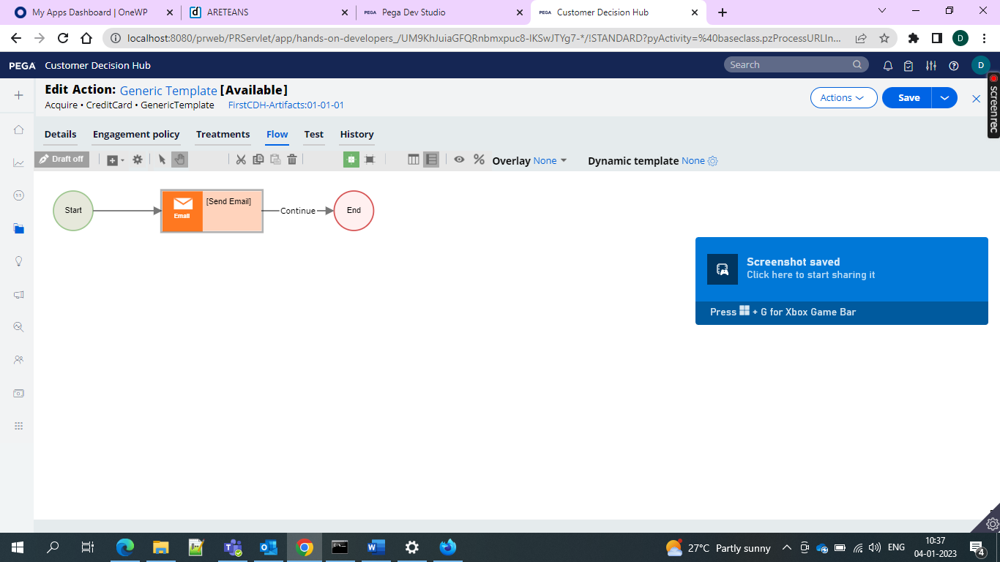 My Apps Dashboard | OneWP
ARETEANS
PEGA Pega Dev Studio
PEGA Customer Decision Hub
localhost:8080/prweb/PRServlet/app/hands-on-developers_/UM9KhJuiaGFQRnbmxpuc8-IKSwJTYg7-*/!STANDARD?pyActivity=%40baseclass.pzProcessURLIn...
D
PEGA Customer Decision Hub
Search
D
Edit Action: Generic Template [Available]
Acquire • CreditCard • GenericTemplate FirstCDH-Artifacts:01-01-01
Actions
Save
screenrec
Details Engagement policy Treatments Flow Test History
Draft off
Overlay None
Dynamic template None
Start
Email
[Send Email]
Continue
End
Screenshot saved
Click here to start sharing it
Press + G for Xbox Game Bar
27°C Partly sunny
ENG
10:37
04-01-2023
4